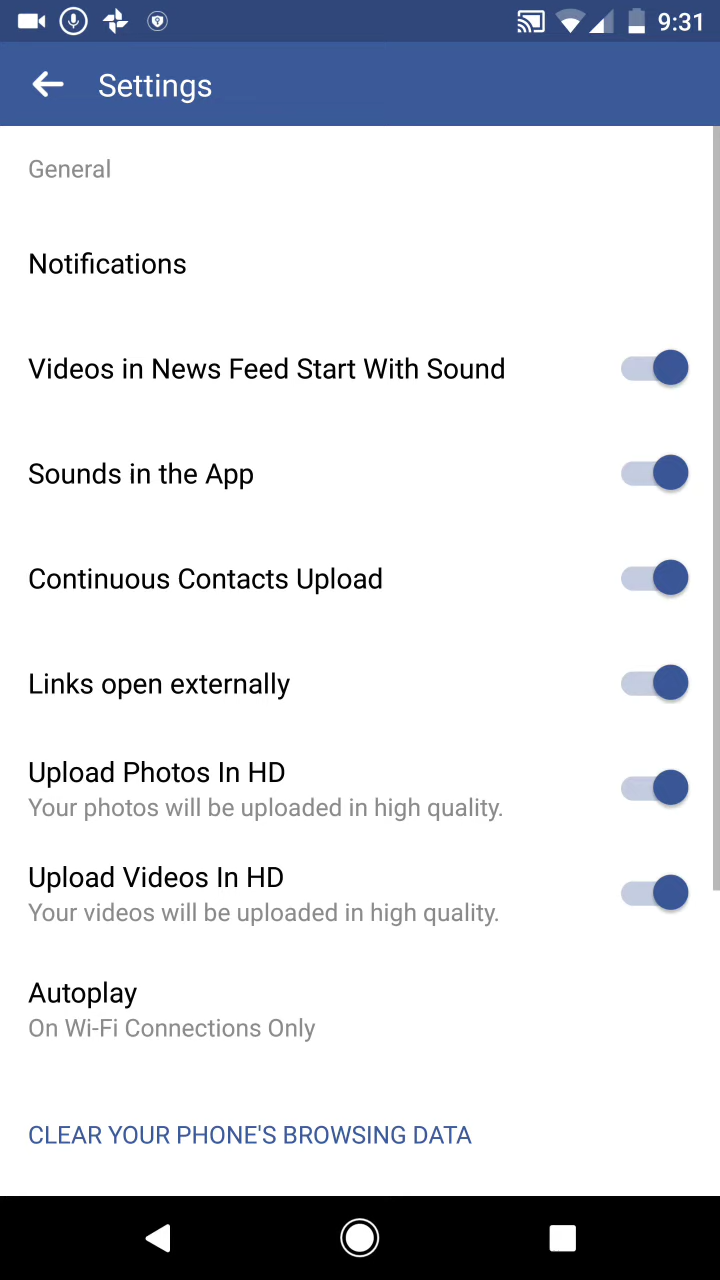 9:31
Settings
General
Notifications
Videos in News Feed Start With Sound
Sounds in the App
Continuous Contacts Upload
Links open externally
Upload Photos In HD
Your photos will be uploaded in high quality.
Upload Videos In HD
Your videos will be uploaded in high quality.
Autoplay
On Wi-Fi Connections Only
CLEAR YOUR PHONE'S BROWSING DATA